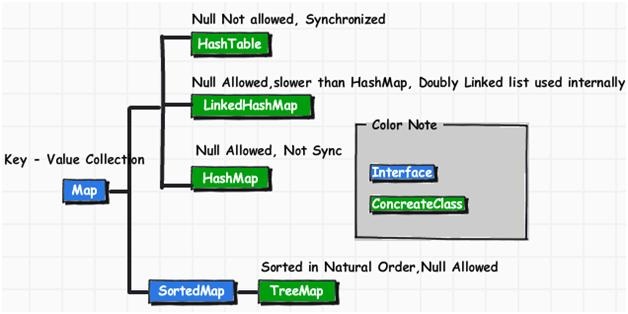 Null Not allowed, Synchronized
HashTable
Null Allowed,slower than HashMap, Doubly Linked list used internally
LinkedHashMap
Color Note
Null Allowed, Not Sync
Key - Value Collection
HashMap
Interface
Map
ConcreateClass
Sorted in Natural Order,Null Allowed
SortedMap
TreeMap